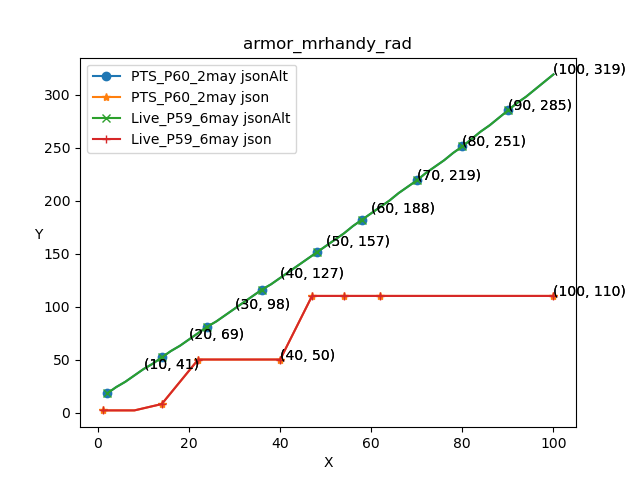 armor_mrhandy_rad
PTS_P60_2may jsonAlt
PTS_P60_2may json
Live_P59_6may jsonAlt
Live_P59_6may json
(100, 319)
(90, 285)
(80, 251)
(70, 219)
(60, 188)
(50, 157)
(40, 127)
(30, 98)
(20, 69)
(10, 41)
(100, 110)
(40, 50)
Y
300
250
200
150
100
50
0
0 20 40 60 80 100
X